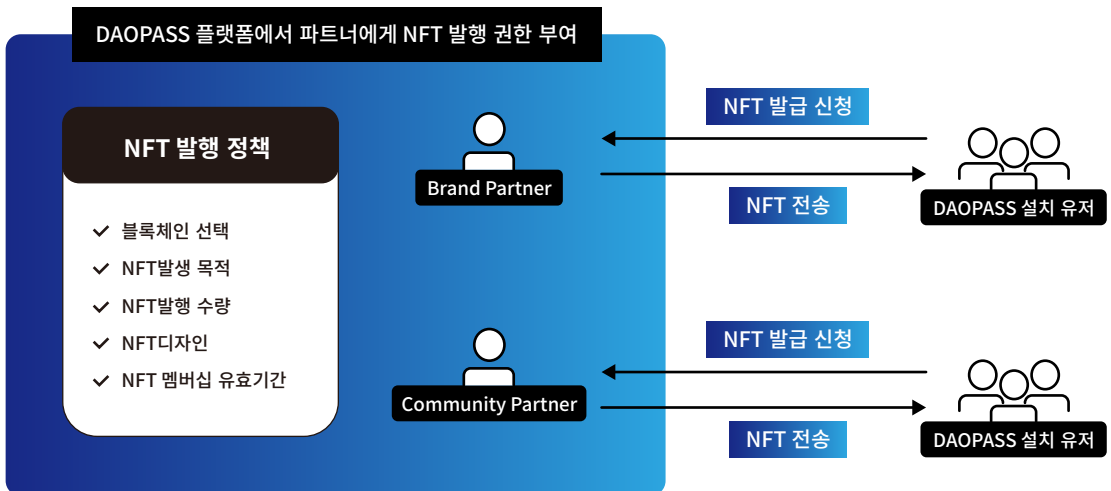 DAOPASS 플랫폼에서 파트너에게 NFT 발행 권한 부여
NFT 발행 정책
블록체인 선택
NFT발생 목적
NFT발행 수량
NFT디자인
NFT 멤버십 유효기간
Brand Partner
NFT 발급 신청
NFT 전송
DAOPASS 설치 유저
Community Partner
NFT 발급 신청
NFT 전송
DAOPASS 설치 유저